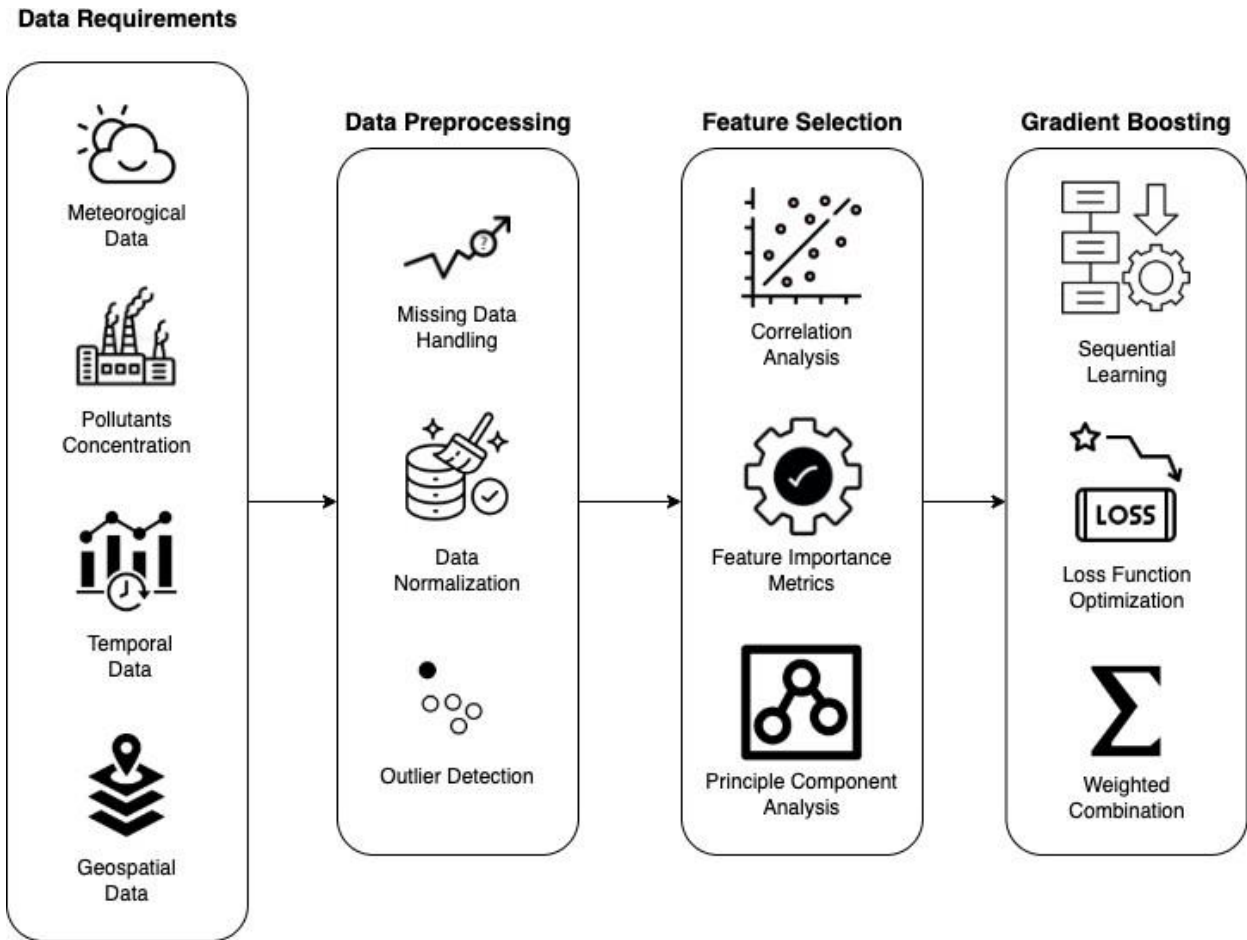 Data Requirements
Meteorogical
Data
Pollutants
Concentration
Temporal
Data
Geospatial
Data
Data Preprocessing
?
Missing Data
Handling
Data
Normalization
Outlier Detection
Feature Selection
Correlation
Analysis
Feature Importance
Metrics
Principle Component
Analysis
Gradient Boosting
Sequential
Learning
LOSS
Loss Function
Optimization
Σ
Weighted
Combination